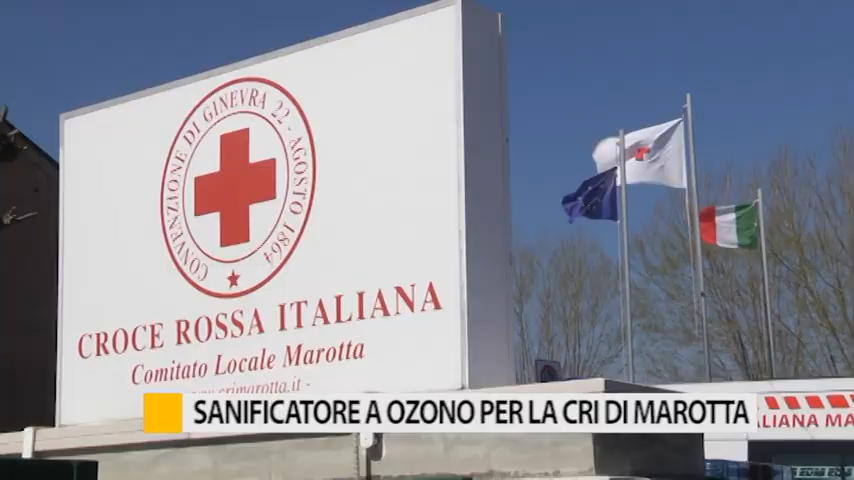 CONVENZIONE DI GINEVRA 22 - AGOSTO 1864
CROCE ROSSA ITALIANA
Comitato Locale Marotta
www.crimarotta.it -
SANIFICATORE A OZONO PER LA CRI DI MAROTTA
ALIANA MA